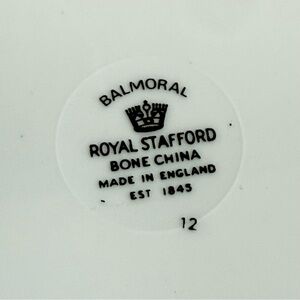 BALMORAL
ROYAL STAFFORD
BONE CHINA
MADE IN ENGLAND
EST 1845
12